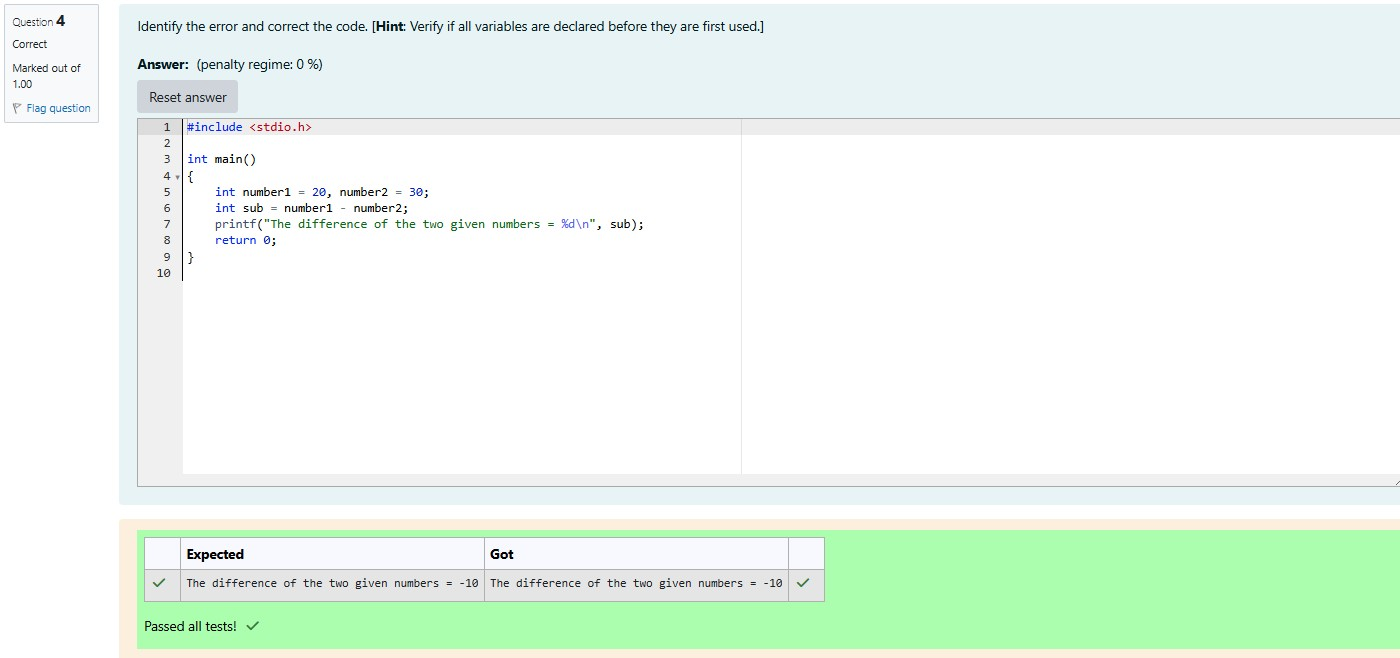 Question 4
Correct
Marked out of
1.00
Flag question
Identify the error and correct the code. [Hint: Verify if all variables are declared before they are first used.]
Answer: (penalty regime: 0 %)
Reset answer
1 #include <stdio.h>
2
3 int main()
4 {
5     int number1 = 20, number2 = 30;
6     int sub = number1 - number2;
7     printf("The difference of the two given numbers = %d\n", sub);
8     return 0;
9 }
10
Expected Got
The difference of the two given numbers = -10 The difference of the two given numbers = -10
Passed all tests!